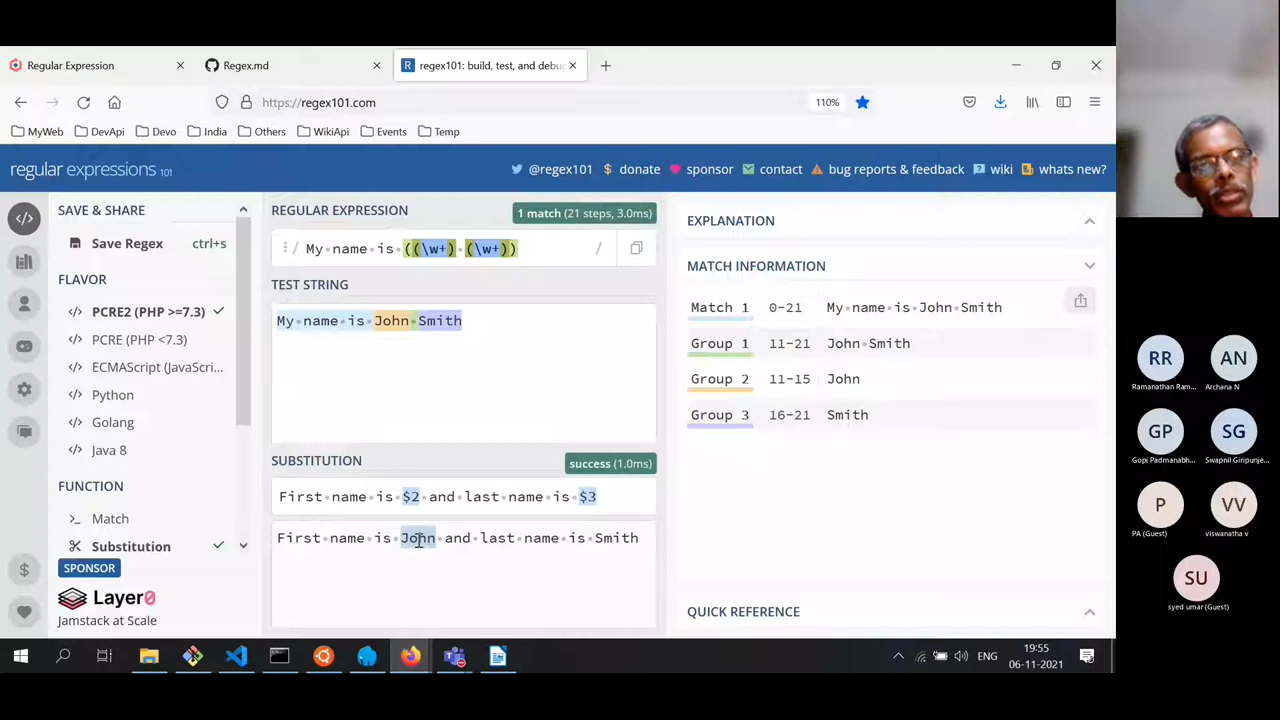 Regular Expression
Regex.md
regex101: build, test, and debug
https://regex101.com
110%
MyWeb DevApi Devo India Others WikiApi Events Temp
regular expressions 101
@regex101 donate sponsor contact bug reports & feedback wiki whats new?
SAVE & SHARE
Save Regex ctrl+s
FLAVOR
PCRE2 (PHP >=7.3)
PCRE (PHP <7.3)
ECMAScript (JavaScri...
Python
Golang
Java 8
FUNCTION
Match
Substitution
SPONSOR
Layer0
Jamstack at Scale
REGULAR EXPRESSION
1 match (21 steps, 3.0ms)
/ My·name·is·((\w+)·(\w+)) /
TEST STRING
My·name·is·John·Smith
SUBSTITUTION
success (1.0ms)
First·name·is·$2·and·last·name·is·$3
First·name·is·John·and·last·name·is·Smith
EXPLANATION
MATCH INFORMATION
Match 1 0-21 My·name·is·John·Smith
Group 1 11-21 John·Smith
Group 2 11-15 John
Group 3 16-21 Smith
QUICK REFERENCE
ENG
19:55
06-11-2021
RR AN
Ramanathan Ram... Archana N
GP SG
Gopi Padmanabh... Swapnil Giripunje...
P VV
PA (Guest) viswanatha v
SU
syed umar (Guest)